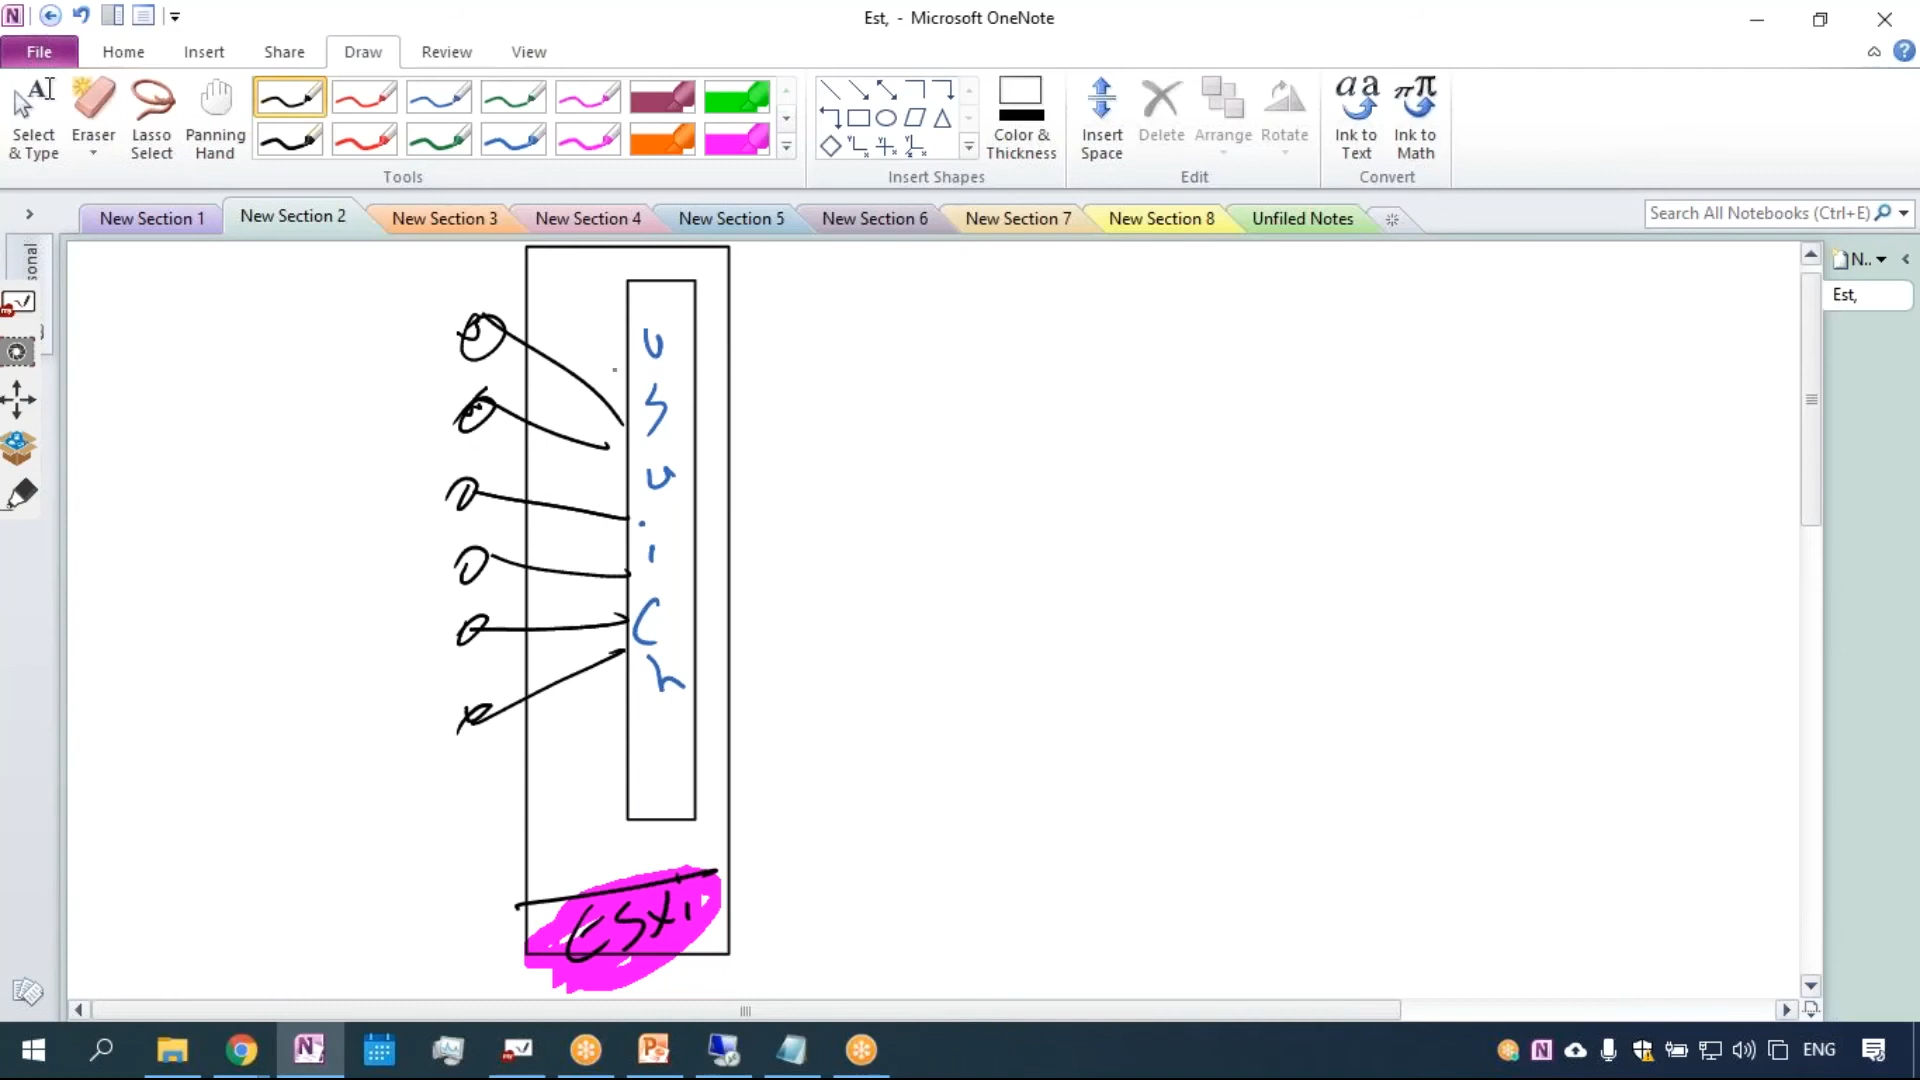 Est, - Microsoft OneNote
File
Home
Insert
Share
Draw
Review
View
Select
& Type
Eraser
Lasso
Select
Panning
Hand
Color &
Thickness
Insert
Space
Delete
Arrange
Rotate
Ink to
Text
Ink to
Math
Tools
Insert Shapes
Edit
Convert
New Section 1
New Section 2
New Section 3
New Section 4
New Section 5
New Section 6
New Section 7
New Section 8
Unfiled Notes
Search All Notebooks (Ctrl+E)
sonal
N..
Est,
ESXi
ENG